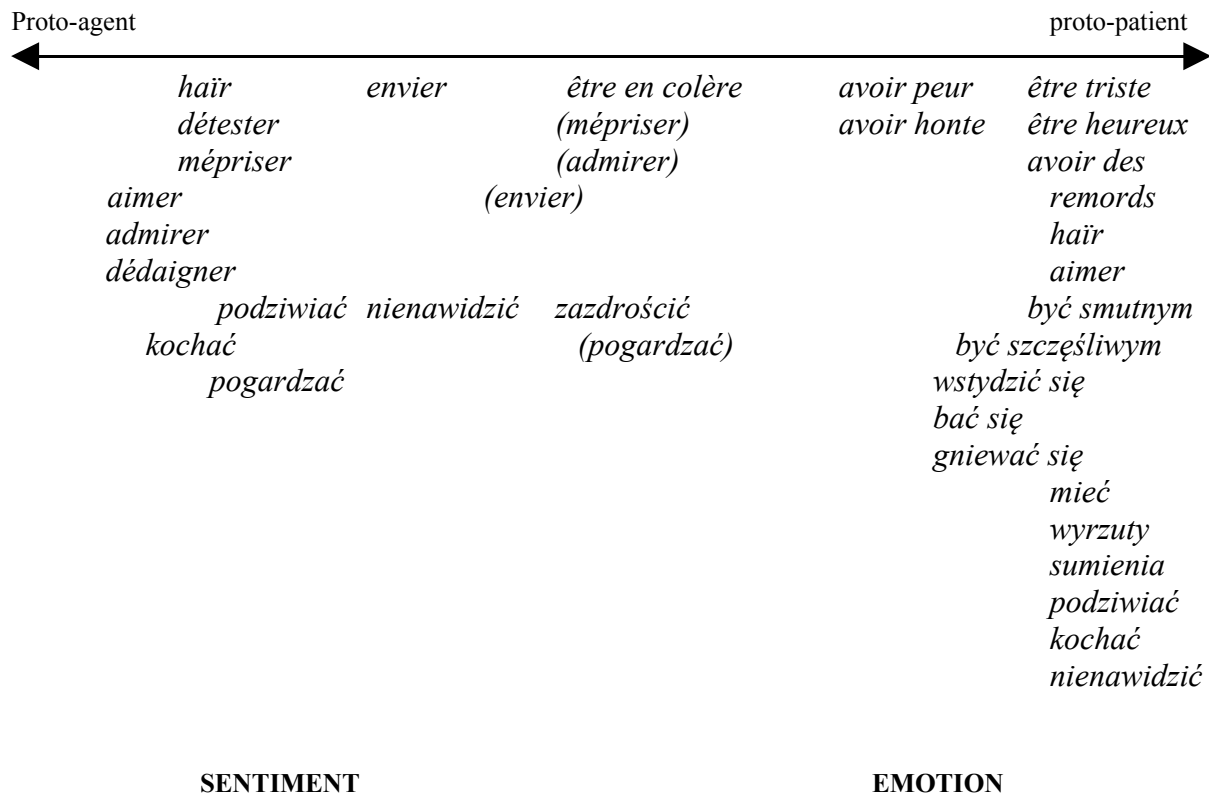 Proto-agent proto-patient
haïr envier être en colère avoir peur être triste
détester (mépriser) avoir honte être heureux
mépriser (admirer) avoir des
aimer (envier) remords
admirer haïr
dédaigner aimer
podziwiać nienawidzić zazdrościć być smutnym
kochać (pogardzać) być szczęśliwym
pogardzać wstydzić się
bać się
gniewać się
mieć
wyrzuty
sumienia
podziwiać
kochać
nienawidzić
SENTIMENT EMOTION